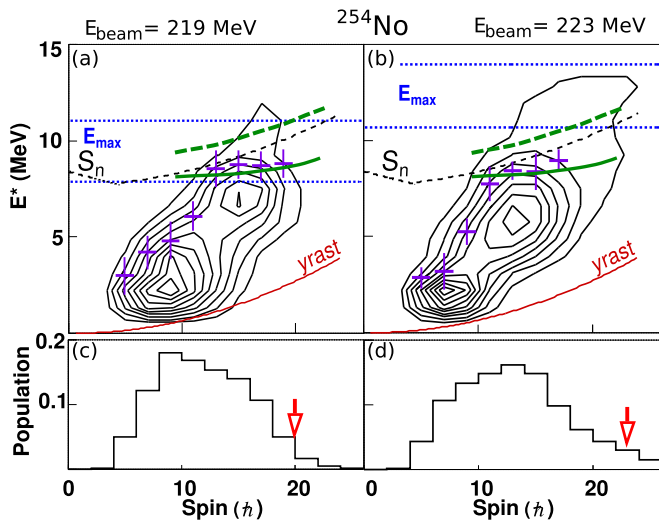 E_beam= 219 MeV
²⁵⁴No
E_beam= 223 MeV
15
(a)
(b)
E_max
E_max
10
S_n
S_n
E* (MeV)
5
yrast
yrast
0
0.2
(c)
(d)
0.1
Population
0
10
20
0
10
20
Spin (ℏ)
Spin (ℏ)